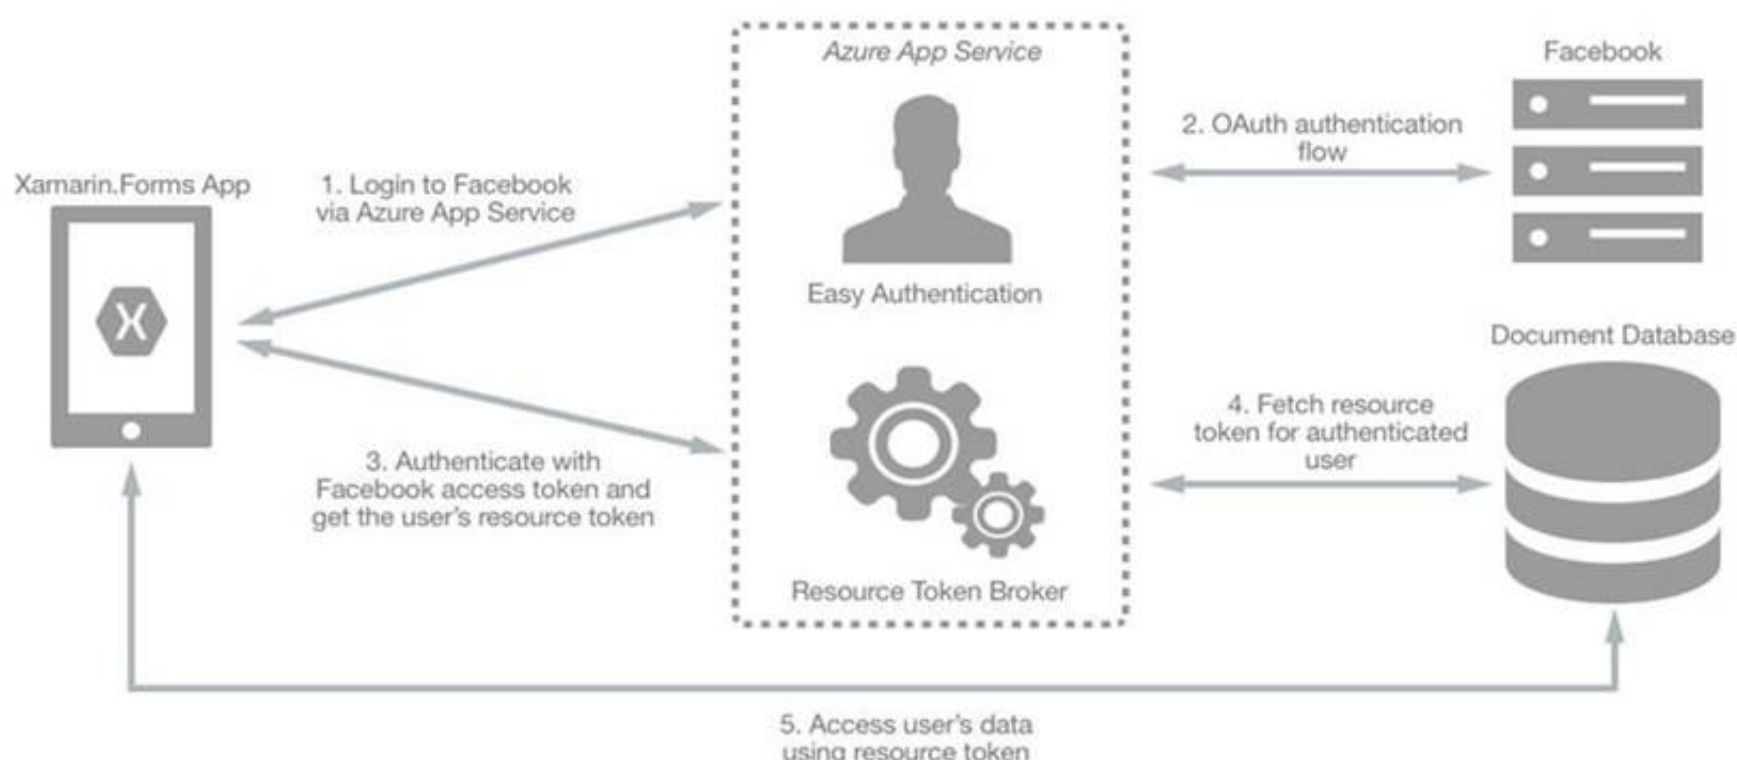 Azure App Service
Facebook
2. OAuth authentication
flow
Xamarin.Forms App
1. Login to Facebook
via Azure App Service
X
Easy Authentication
Document Database
4. Fetch resource
token for authenticated
user
3. Authenticate with
Facebook access token and
get the user's resource token
Resource Token Broker
5. Access user's data
using resource token